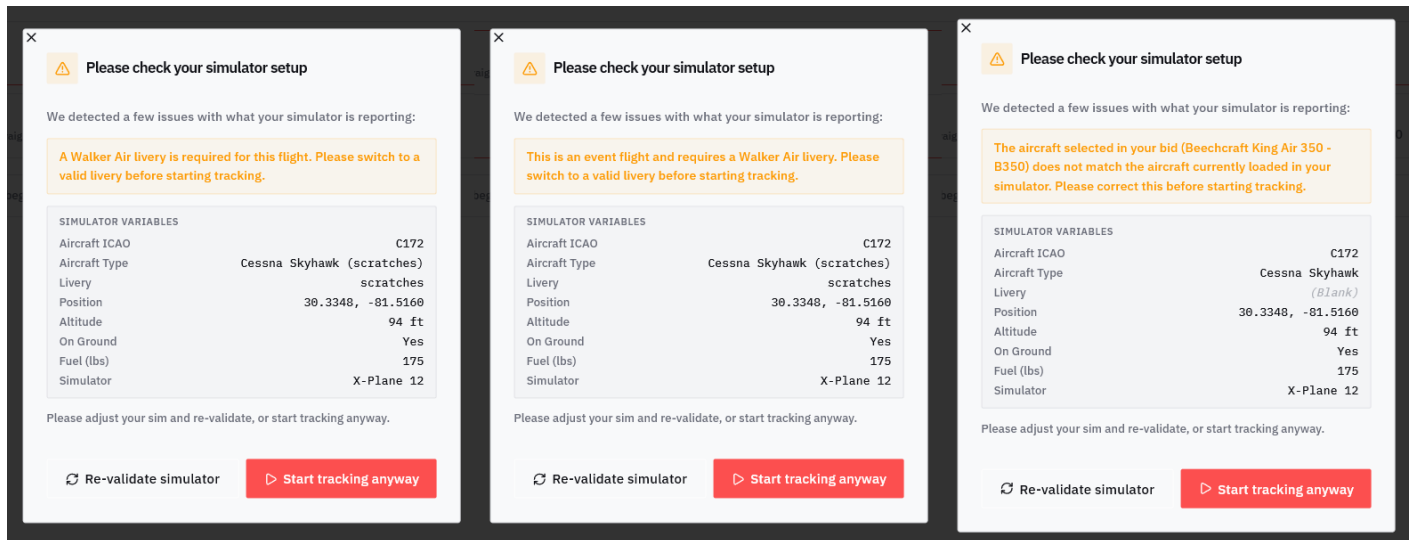 Please check your simulator setup
We detected a few issues with what your simulator is reporting:
A Walker Air livery is required for this flight. Please switch to a
valid livery before starting tracking.
SIMULATOR VARIABLES
Aircraft ICAO C172
Aircraft Type Cessna Skyhawk (scratches)
Livery scratches
Position 30.3348, -81.5160
Altitude 94 ft
On Ground Yes
Fuel (lbs) 175
Simulator X-Plane 12
Please adjust your sim and re-validate, or start tracking anyway.
Re-validate simulator Start tracking anyway
Please check your simulator setup
We detected a few issues with what your simulator is reporting:
This is an event flight and requires a Walker Air livery. Please
switch to a valid livery before starting tracking.
SIMULATOR VARIABLES
Aircraft ICAO C172
Aircraft Type Cessna Skyhawk (scratches)
Livery scratches
Position 30.3348, -81.5160
Altitude 94 ft
On Ground Yes
Fuel (lbs) 175
Simulator X-Plane 12
Please adjust your sim and re-validate, or start tracking anyway.
Re-validate simulator Start tracking anyway
Please check your simulator setup
We detected a few issues with what your simulator is reporting:
The aircraft selected in your bid (Beechcraft King Air 350 -
B350) does not match the aircraft currently loaded in your
simulator. Please correct this before starting tracking.
SIMULATOR VARIABLES
Aircraft ICAO C172
Aircraft Type Cessna Skyhawk
Livery (Blank)
Position 30.3348, -81.5160
Altitude 94 ft
On Ground Yes
Fuel (lbs) 175
Simulator X-Plane 12
Please adjust your sim and re-validate, or start tracking anyway.
Re-validate simulator Start tracking anyway